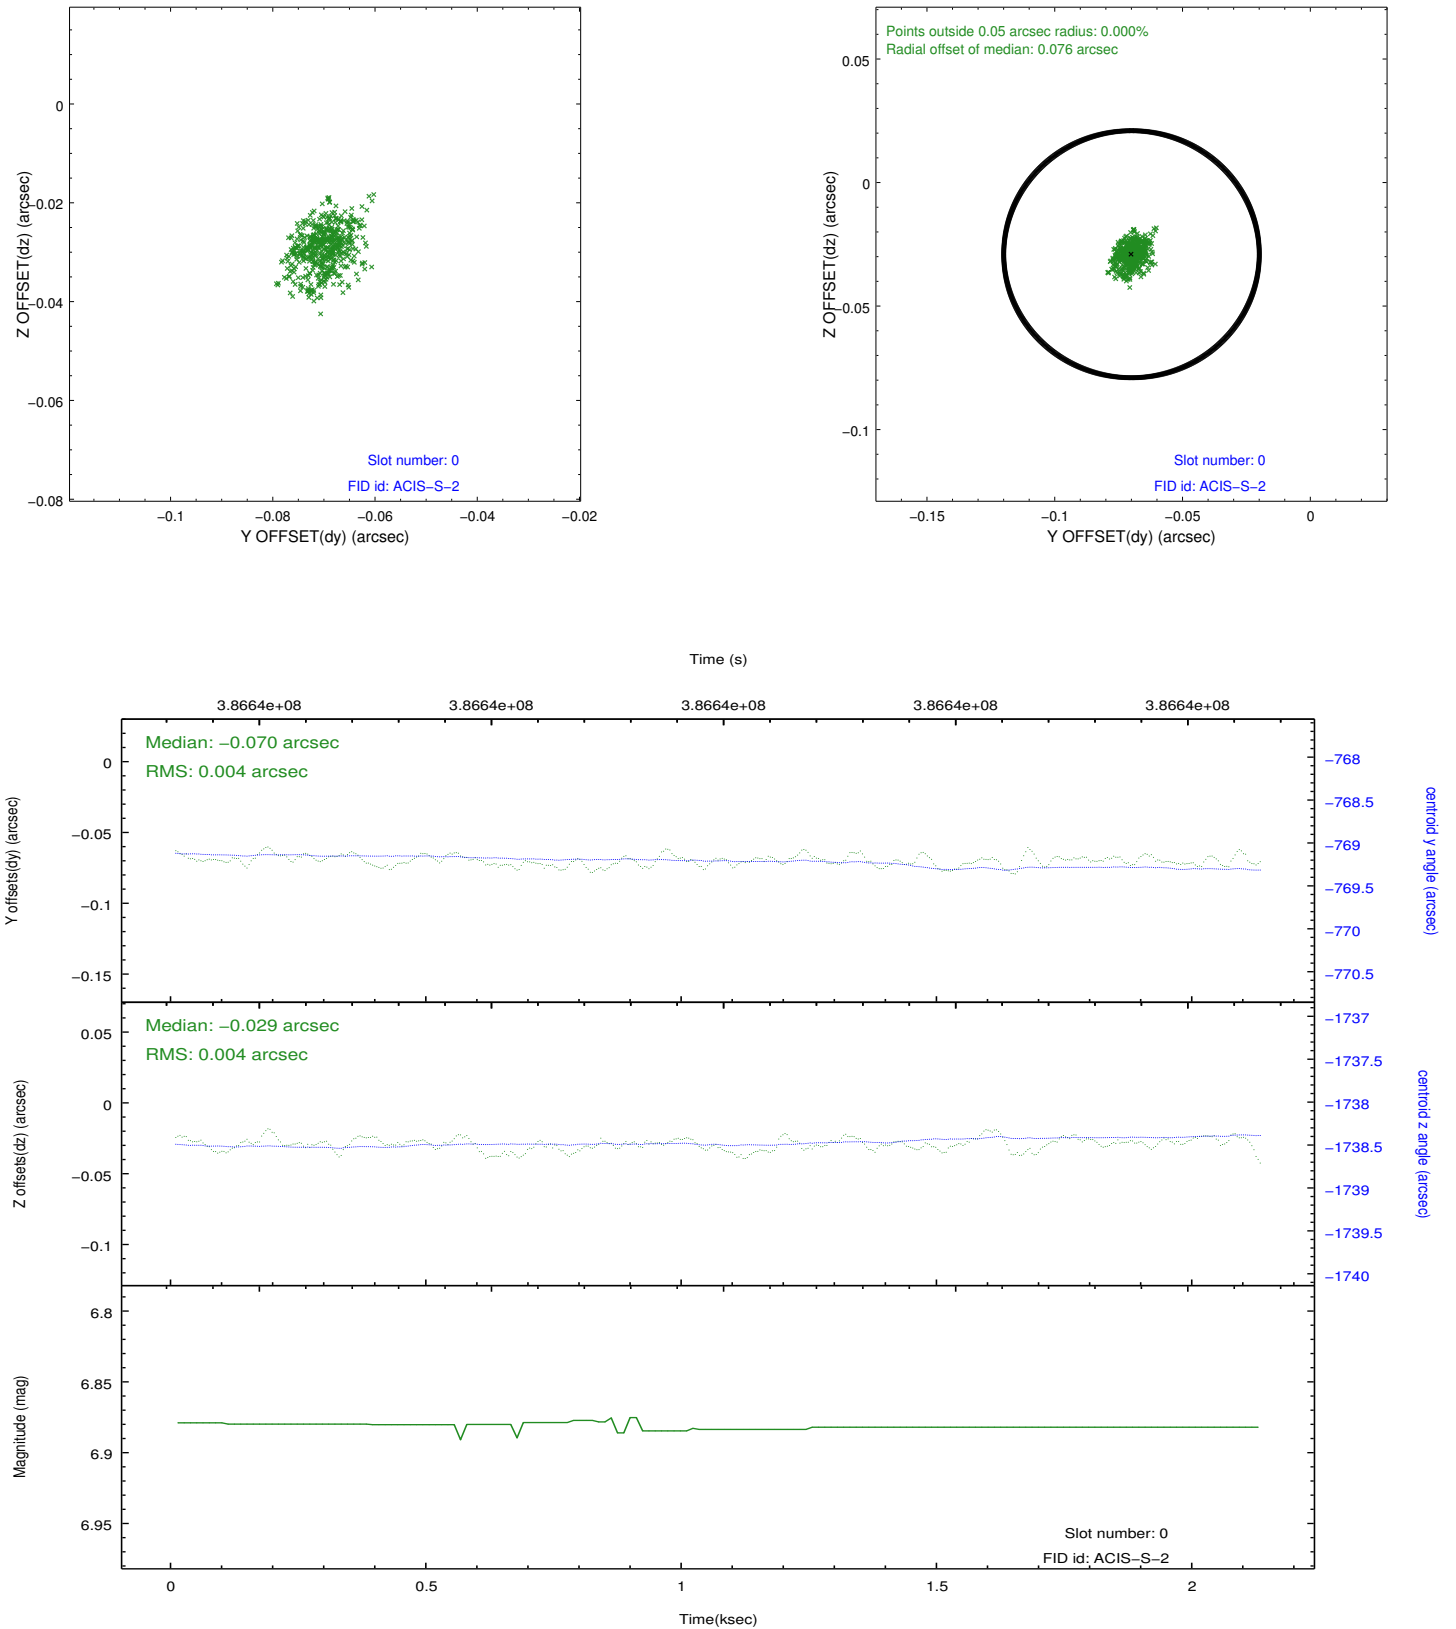 0
−0.02
−0.04
−0.06
−0.08
Z OFFSET(dz) (arcsec)
−0.1
−0.08
−0.06
−0.04
−0.02
Y OFFSET(dy) (arcsec)
Slot number: 0
FID id: ACIS−S−2
Points outside 0.05 arcsec radius: 0.000%
Radial offset of median: 0.076 arcsec
0.05
0
−0.05
−0.1
Z OFFSET(dz) (arcsec)
−0.15
−0.1
−0.05
0
Y OFFSET(dy) (arcsec)
Slot number: 0
FID id: ACIS−S−2
Time (s)
3.8664e+08
3.8664e+08
3.8664e+08
3.8664e+08
3.8664e+08
Median: −0.070 arcsec
RMS: 0.004 arcsec
0
−0.05
−0.1
−0.15
Y offsets(dy) (arcsec)
−768
−768.5
−769
−769.5
−770
−770.5
centroid y angle (arcsec)
Median: −0.029 arcsec
RMS: 0.004 arcsec
0.05
0
−0.05
−0.1
Z offsets(dz) (arcsec)
−1737
−1737.5
−1738
−1738.5
−1739
−1739.5
−1740
centroid z angle (arcsec)
6.8
6.85
6.9
6.95
Magnitude (mag)
Slot number: 0
FID id: ACIS−S−2
0
0.5
1
1.5
2
Time(ksec)